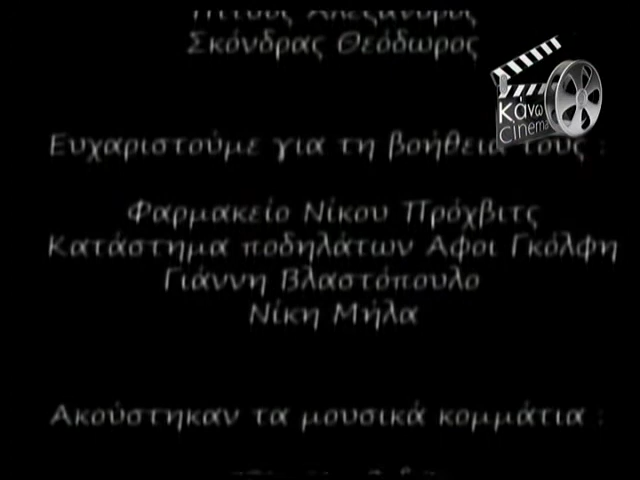 Σκόνδρας Θεόδωρος
κάνω
cinema
Ευχαριστούμε για τη βοήθειά τους :
Φαρμακείο Νίκου Πρόχβιτς
Κατάστημα ποδηλάτων Αφοι Γκόλφη
Γιάννη Βλαστόπουλο
Νίκη Μήλα
Ακούστηκαν τα μουσικά κομμάτια :